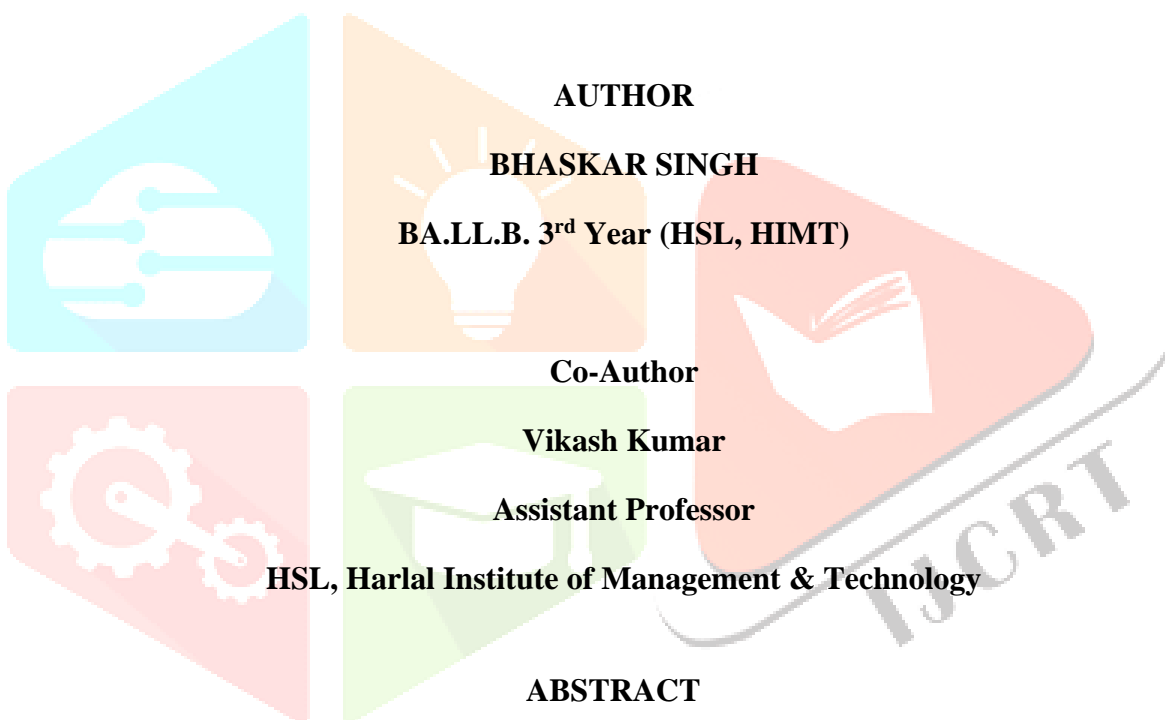 AUTHOR
BHASKAR SINGH
BA.LL.B. 3rd Year (HSL, HIMT)
Co-Author
Vikash Kumar
Assistant Professor
HSL, Harlal Institute of Management & Technology
IJCRT
ABSTRACT